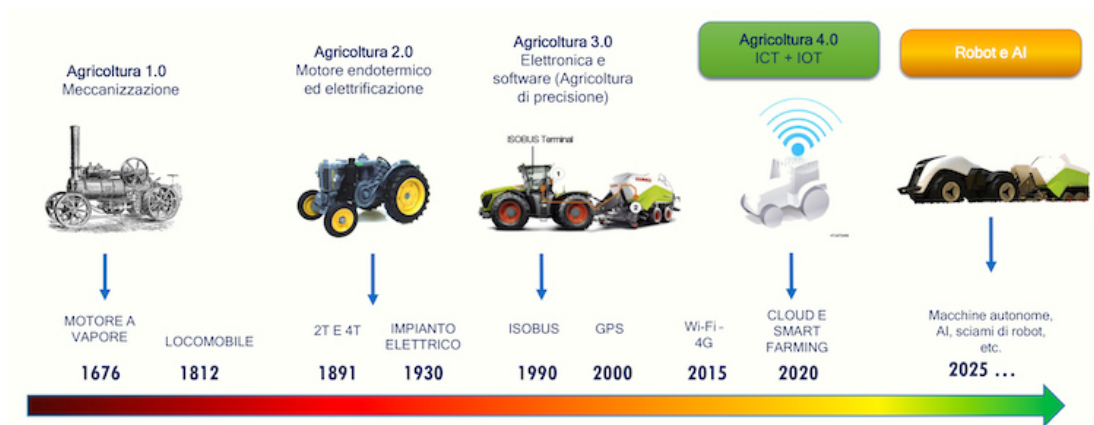 Agricoltura 1.0
Meccanizzazione
Agricoltura 2.0
Motore endotermico
ed elettrificazione
Agricoltura 3.0
Elettronica e
software (Agricoltura
di precisione)
Agricoltura 4.0
ICT + IOT
Robot e AI
ISOBUS Terminal
1
2
MOTORE A
VAPORE
1676
LOCOMOBILE
1812
2T E 4T
1891
IMPIANTO
ELETTRICO
1930
ISOBUS
1990
GPS
2000
Wi-Fi -
4G
2015
CLOUD E
SMART
FARMING
2020
Macchine autonome,
AI, sciami di robot,
etc.
2025 ...